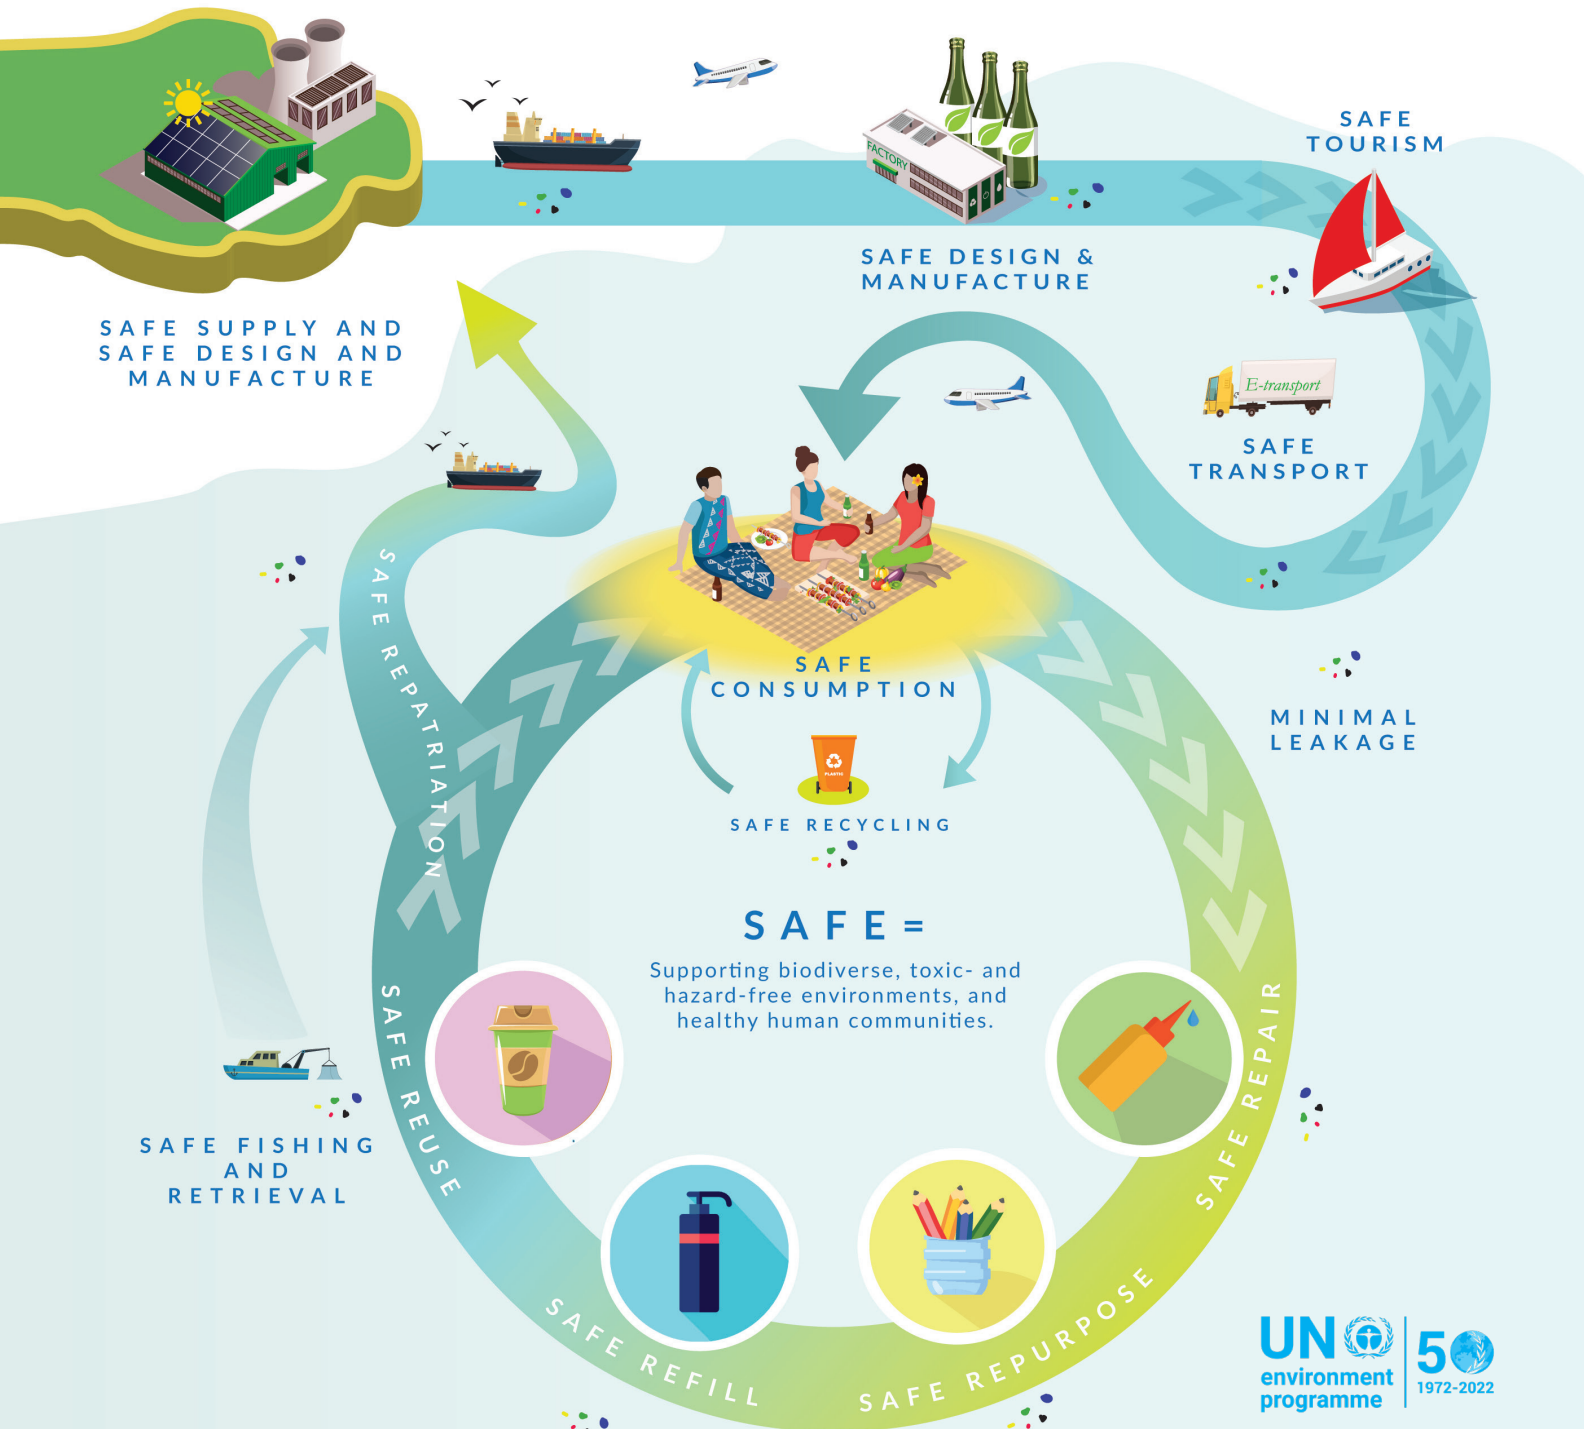 FACTORY
SAFE
TOURISM
SAFE DESIGN &
MANUFACTURE
SAFE SUPPLY AND
SAFE DESIGN AND
MANUFACTURE
E-transport
SAFE
TRANSPORT
SAFE REPATRIATION
SAFE
CONSUMPTION
MINIMAL
LEAKAGE
PLASTIC
SAFE RECYCLING
SAFE =
Supporting biodiverse, toxic- and
hazard-free environments, and
healthy human communities.
SAFE FISHING
AND
RETRIEVAL
SAFE REUSE
SAFE REFILL
SAFE REPURPOSE
SAFE REPAIR
UN
environment
programme
50
1972-2022